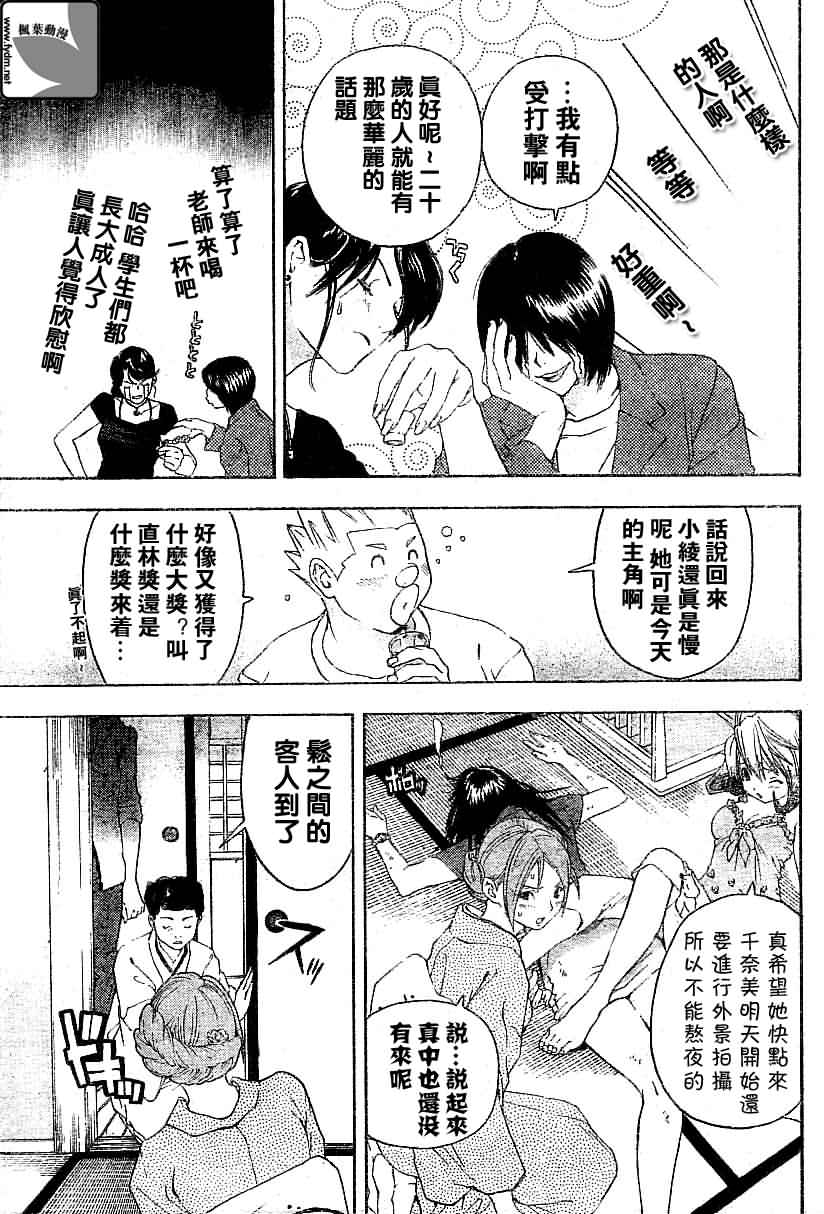 那是什麼樣
的人啊
等等
好重啊~
…我有點
受打擊啊
真好呢~二十
歲的人就能有
那麼華麗的
話題
算了算了
老師來喝
一杯吧
とととと
哈哈 學生們都
長大成人了
真讓人覺得欣慰啊
楓葉動漫
www.fydm.net
話說回來
小綾還真是慢
呢 她可是今天
的主角啊
好像又獲得了
什麼大獎？叫
直林獎還是
什麼獎來着…
真了不起啊~
真希望她快點來
千奈美明天開始還
要進行外景拍攝
所以不能熬夜的
說…說起來
真中也還没
有來呢
鬆之間的
客人到了